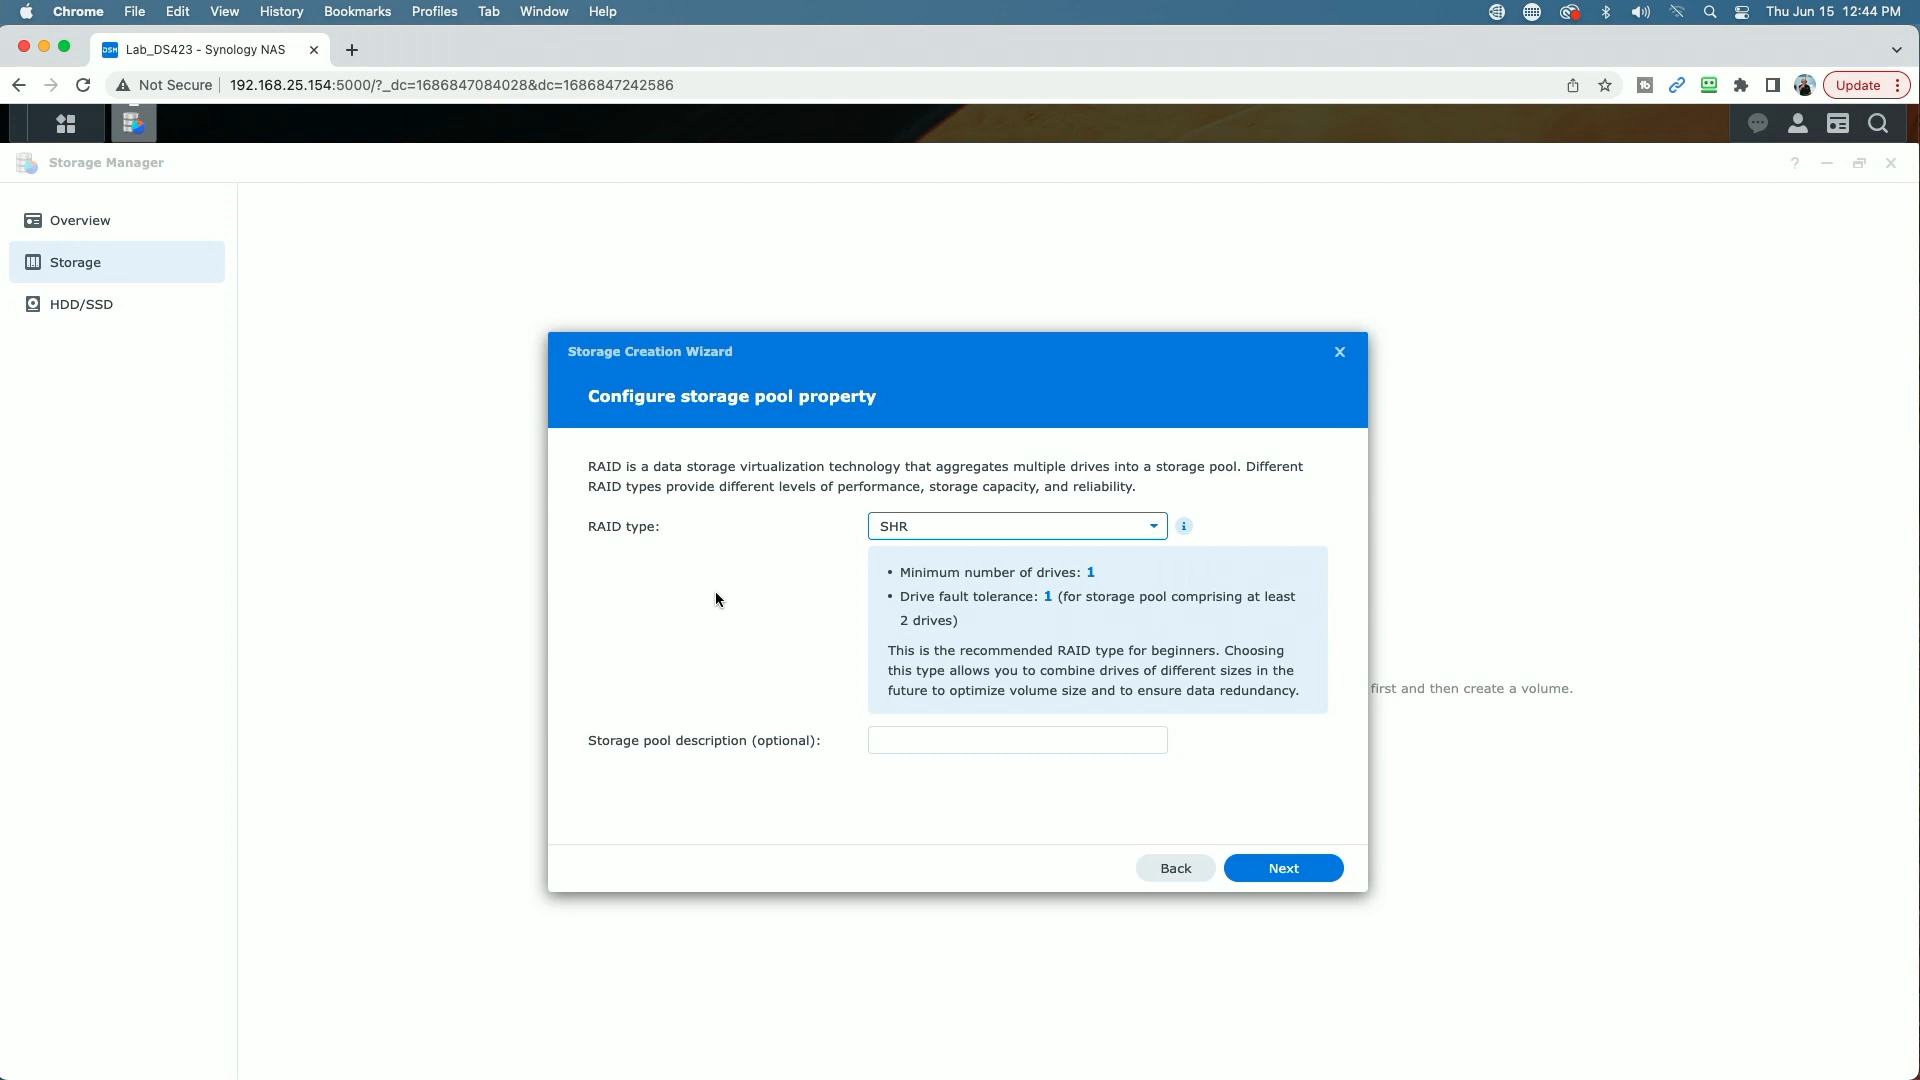 Chrome File Edit View History Bookmarks Profiles Tab Window Help Thu Jun 15 12:44 PM
DSM Lab_DS423 - Synology NAS
Not Secure 192.168.25.154:5000/?_dc=1686847084028&dc=1686847242586 Update
Storage Manager
Overview
Storage
HDD/SSD
Storage Creation Wizard
Configure storage pool property
RAID is a data storage virtualization technology that aggregates multiple drives into a storage pool. Different
RAID types provide different levels of performance, storage capacity, and reliability.
RAID type: SHR
• Minimum number of drives: 1
• Drive fault tolerance: 1 (for storage pool comprising at least
2 drives)
This is the recommended RAID type for beginners. Choosing
this type allows you to combine drives of different sizes in the
future to optimize volume size and to ensure data redundancy.
first and then create a volume.
Storage pool description (optional):
Back Next